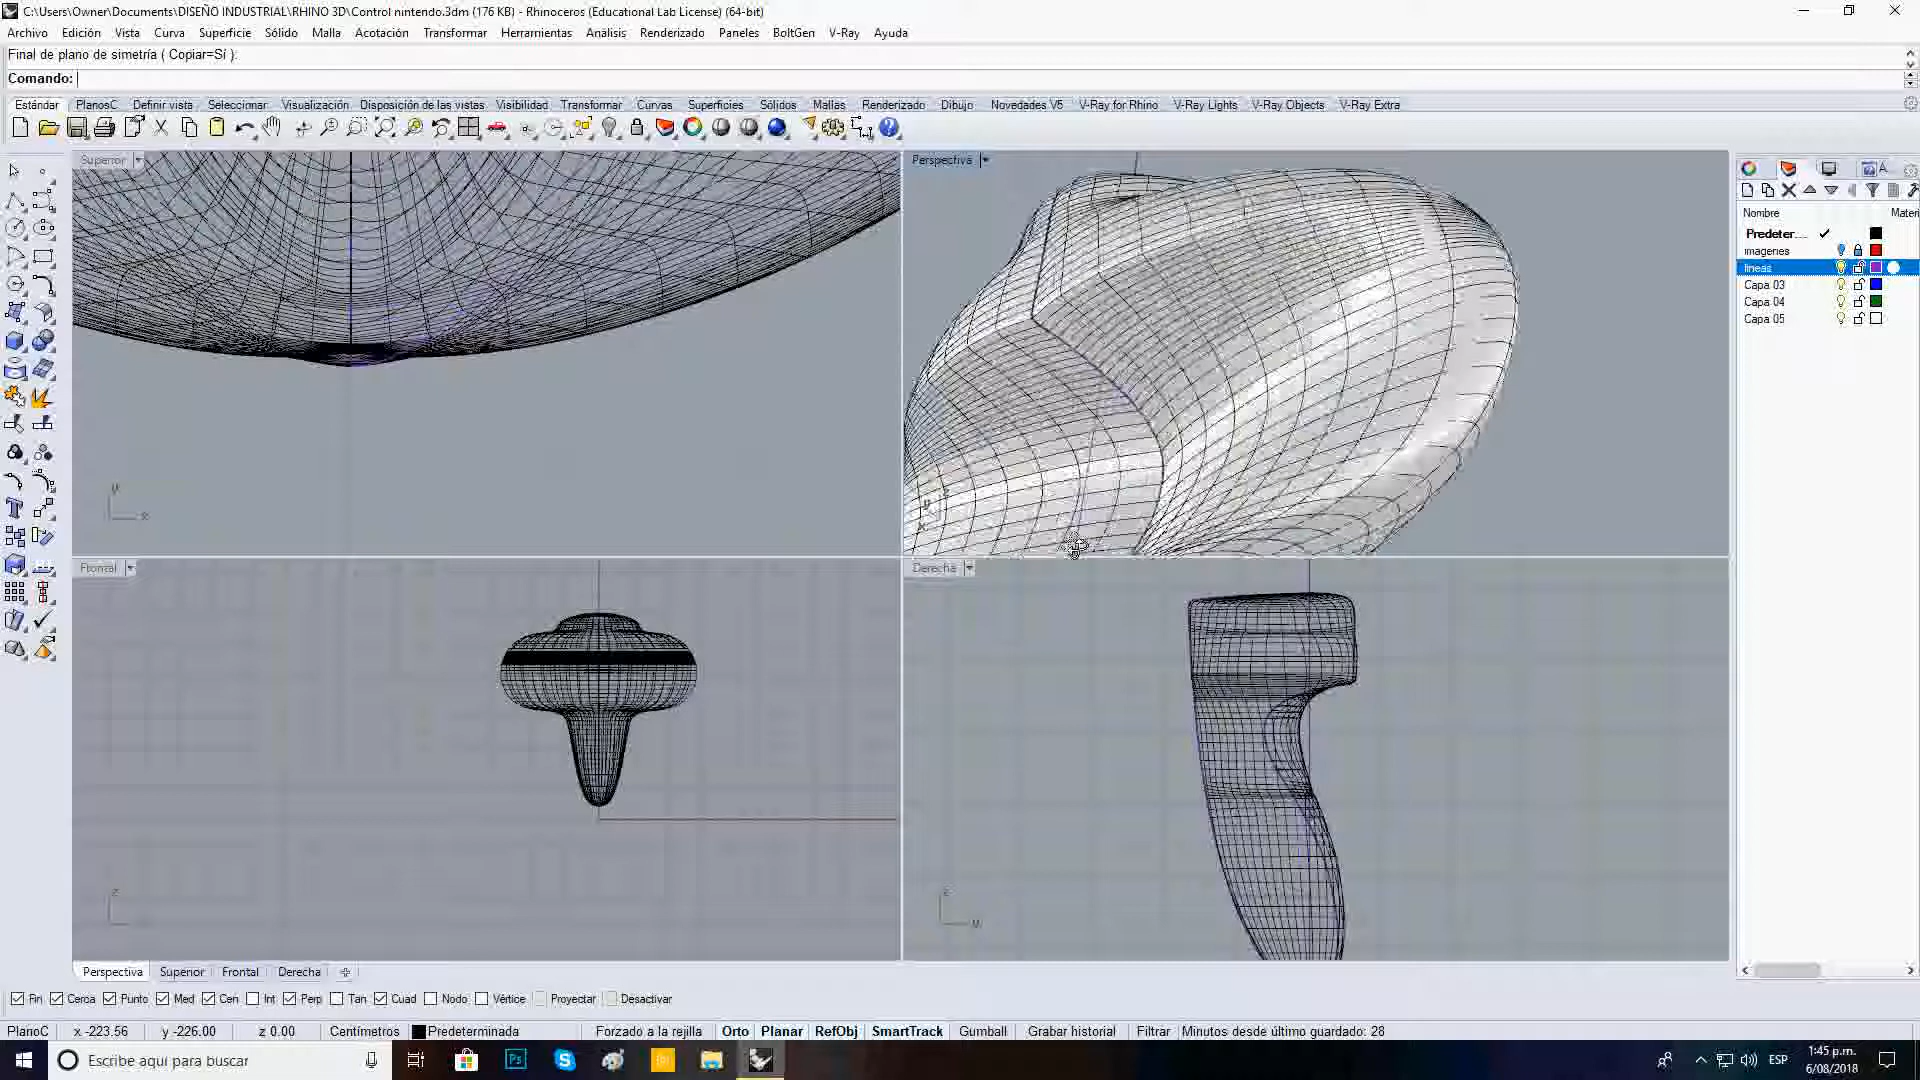 C:\Users\Owner\Documents\DISEÑO INDUSTRIAL\RHINO 3D\Control nintendo.3dm (176 KB) - Rhinoceros (Educational Lab License) (64-bit)
Archivo Edición Vista Curva Superficie Sólido Malla Acotación Transformar Herramientas Análisis Renderizado Paneles BoltGen V-Ray Ayuda
Final de plano de simetría ( Copiar=Sí ):
Comando:
Estándar PlanosC Definir vista Seleccionar Visualización Disposición de las vistas Visibilidad Transformar Curvas Superficies Sólidos Mallas Renderizado Dibujo Novedades V5 V-Ray for Rhino V-Ray Lights V-Ray Objects V-Ray Extra
Superior
Perspectiva
A...
Nombre Materi
Predeter...
imagenes
lineas
Capa 03
Capa 04
Capa 05
Frontal
Derecha
Perspectiva Superior Frontal Derecha
Fin Cerca Punto Med Cen Int Perp Tan Cuad Nodo Vértice Proyectar Desactivar
PlanoC x -223.56 y -226.00 z 0.00 Centímetros Predeterminada Forzado a la rejilla Orto Planar RefObj SmartTrack Gumball Grabar historial Filtrar Minutos desde último guardado: 28
Escribe aquí para buscar
Ps
ESP
1:45 p.m.
6/08/2018